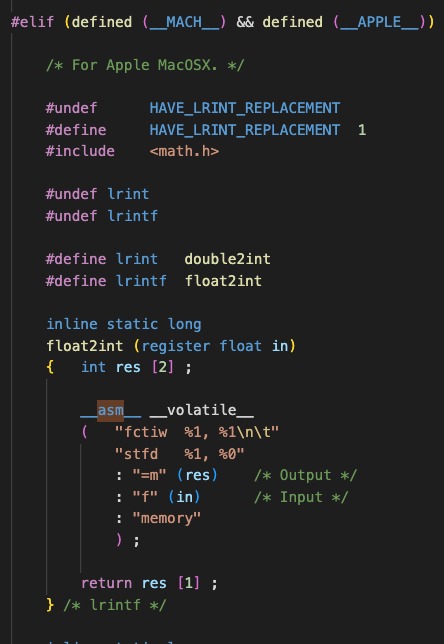 #elif (defined (__MACH__) && defined (__APPLE__))
/* For Apple MacOSX. */
#undef HAVE_LRINT_REPLACEMENT
#define HAVE_LRINT_REPLACEMENT 1
#include <math.h>
#undef lrint
#undef lrintf
#define lrint double2int
#define lrintf float2int
inline static long
float2int (register float in)
{ int res [2] ;
__asm__ __volatile__
( "fctiw %1, %1\n\t"
"stfd %1, %0"
: "=m" (res) /* Output */
: "f" (in) /* Input */
: "memory"
) ;
return res [1] ;
} /* lrintf */